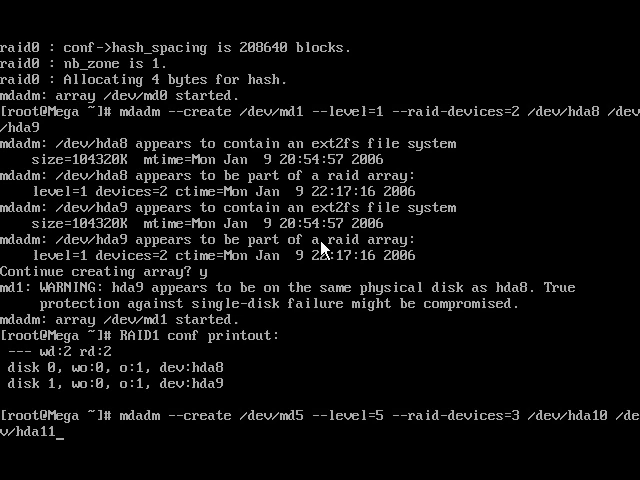 raid0 : conf->hash_spacing is 208640 blocks.
raid0 : nb_zone is 1.
raid0 : Allocating 4 bytes for hash.
mdadm: array /dev/md0 started.
[root@Mega ~]# mdadm --create /dev/md1 --level=1 --raid-devices=2 /dev/hda8 /dev
/hda9
mdadm: /dev/hda8 appears to contain an ext2fs file system
    size=104320K  mtime=Mon Jan  9 20:54:57 2006
mdadm: /dev/hda8 appears to be part of a raid array:
    level=1 devices=2 ctime=Mon Jan  9 22:17:16 2006
mdadm: /dev/hda9 appears to contain an ext2fs file system
    size=104320K  mtime=Mon Jan  9 20:54:57 2006
mdadm: /dev/hda9 appears to be part of a raid array:
    level=1 devices=2 ctime=Mon Jan  9 22:17:16 2006
Continue creating array? y
md1: WARNING: hda9 appears to be on the same physical disk as hda8. True
     protection against single-disk failure might be compromised.
mdadm: array /dev/md1 started.
[root@Mega ~]# RAID1 conf printout:
 --- wd:2 rd:2
 disk 0, wo:0, o:1, dev:hda8
 disk 1, wo:0, o:1, dev:hda9
[root@Mega ~]# mdadm --create /dev/md5 --level=5 --raid-devices=3 /dev/hda10 /de
v/hda11_